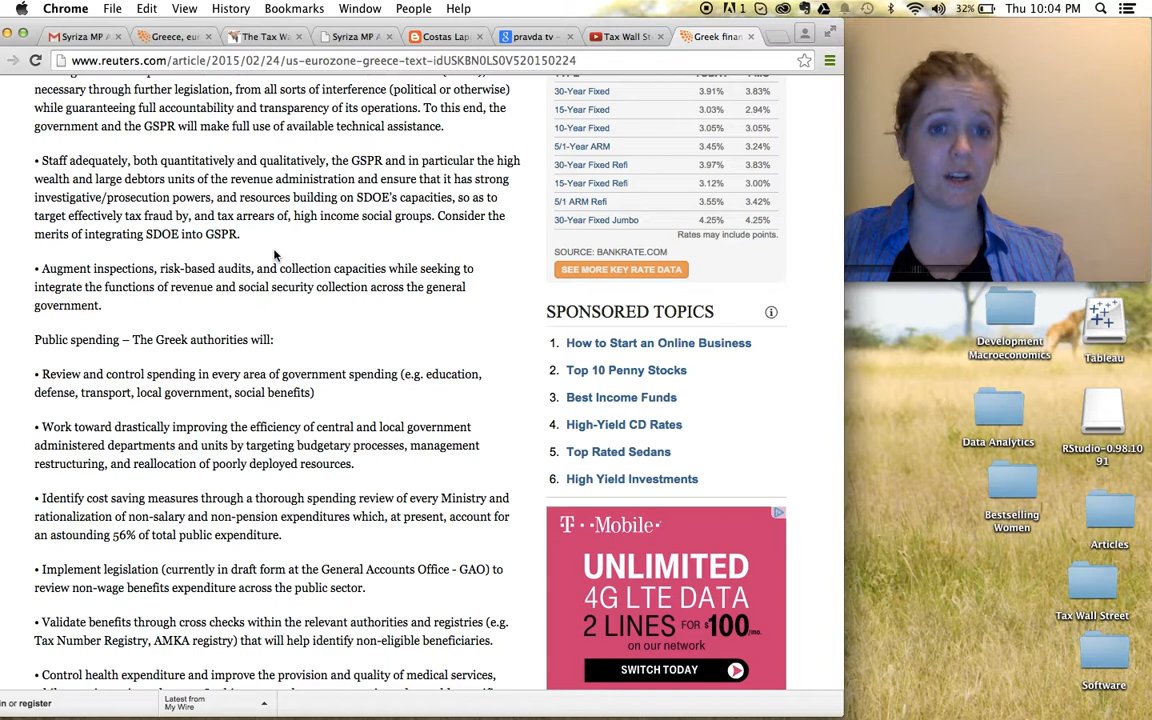 Chrome File Edit View History Bookmarks Window People Help 1 32% Thu 10:04 PM
Syriza MP A Greece, eur The Tax Wa Syriza MP A Costas Lap pravda tv – Tax Wall St Greek finan
www.reuters.com/article/2015/02/24/us-eurozone-greece-text-idUSKBN0LS0V520150224
necessary through further legislation, from all sorts of interference (political or otherwise)
while guaranteeing full accountability and transparency of its operations. To this end, the
government and the GSPR will make full use of available technical assistance.
• Staff adequately, both quantitatively and qualitatively, the GSPR and in particular the high
wealth and large debtors units of the revenue administration and ensure that it has strong
investigative/prosecution powers, and resources building on SDOE's capacities, so as to
target effectively tax fraud by, and tax arrears of, high income social groups. Consider the
merits of integrating SDOE into GSPR.
• Augment inspections, risk-based audits, and collection capacities while seeking to
integrate the functions of revenue and social security collection across the general
government.
Public spending – The Greek authorities will:
• Review and control spending in every area of government spending (e.g. education,
defense, transport, local government, social benefits)
• Work toward drastically improving the efficiency of central and local government
administered departments and units by targeting budgetary processes, management
restructuring, and reallocation of poorly deployed resources.
• Identify cost saving measures through a thorough spending review of every Ministry and
rationalization of non-salary and non-pension expenditures which, at present, account for
an astounding 56% of total public expenditure.
• Implement legislation (currently in draft form at the General Accounts Office - GAO) to
review non-wage benefits expenditure across the public sector.
• Validate benefits through cross checks within the relevant authorities and registries (e.g.
Tax Number Registry, AMKA registry) that will help identify non-eligible beneficiaries.
• Control health expenditure and improve the provision and quality of medical services,
30-Year Fixed 3.91% 3.83%
15-Year Fixed 3.03% 2.94%
10-Year Fixed 3.05% 3.05%
5/1-Year ARM 3.45% 3.24%
30-Year Fixed Refi 3.97% 3.83%
15-Year Fixed Refi 3.12% 3.00%
5/1 ARM Refi 3.55% 3.42%
30-Year Fixed Jumbo 4.25% 4.25%
Rates may include points.
SOURCE: BANKRATE.COM
SEE MORE KEY RATE DATA
SPONSORED TOPICS
1. How to Start an Online Business
2. Top 10 Penny Stocks
3. Best Income Funds
4. High-Yield CD Rates
5. Top Rated Sedans
6. High Yield Investments
T··Mobile·
UNLIMITED
4G LTE DATA
2 LINES FOR $100/mo.
on our network
SWITCH TODAY
in or register
Latest from
My Wire
Development
Macroeconomics
Tableau
Data Analytics
RStudio-0.98.10
91
Bestselling
Women
Articles
Tax Wall Street
Software